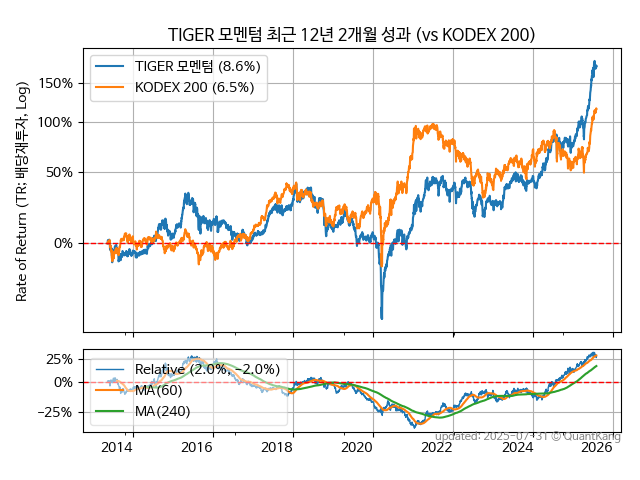 TIGER 모멘텀 최근 12년 2개월 성과 (vs KODEX 200)
Rate of Return (TR: 배당재투자, Log)
150%
100%
50%
0%
TIGER 모멘텀 (8.6%)
KODEX 200 (6.5%)
25%
0%
−25%
Relative (2.0%, −2.0%)
MA(60)
MA(240)
2014 2016 2018 2020 2022 2024 2026
updated: 2025-07-31 © QuantKang